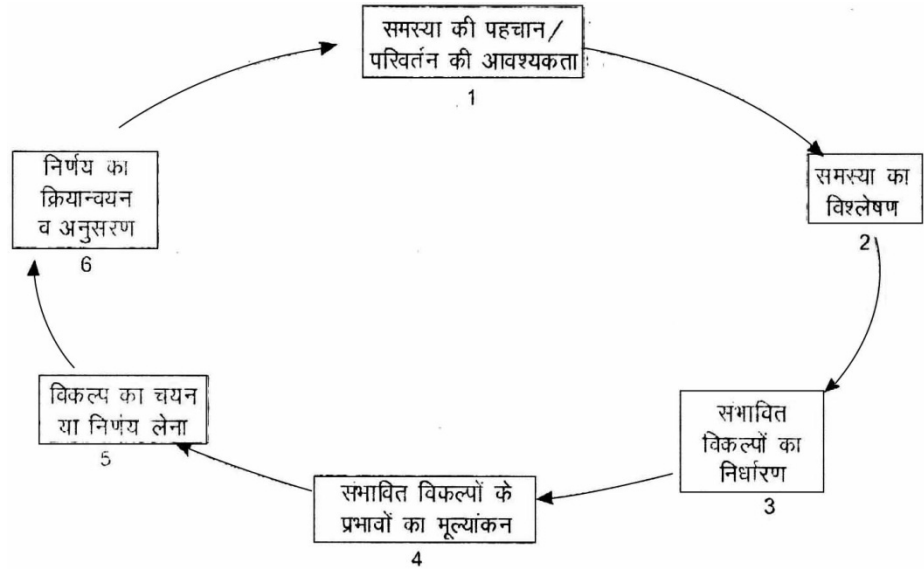 समस्या की पहचान/
परिवर्तन की आवश्यकता
1
समस्या का
विश्लेषण
2
संभावित
विकल्पों का
निर्धारण
3
संभावित विकल्पों के
प्रभावों का मूल्यांकन
4
विकल्प का चयन
या निर्णय लेना
5
निर्णय का
क्रियान्वयन
व अनुसरण
6